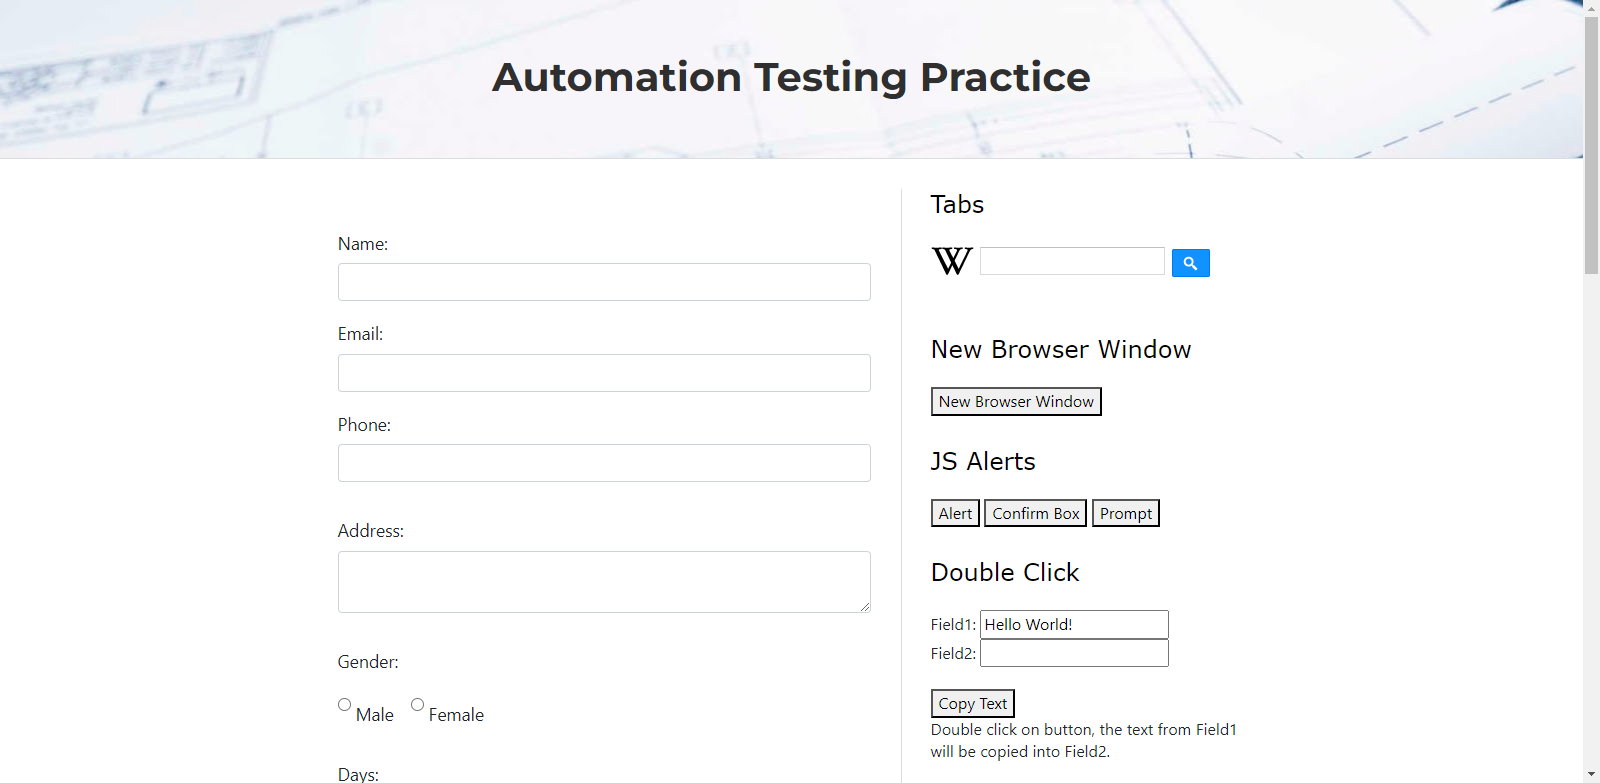 Automation Testing Practice
Name:
Email:
Phone:
Address:
Gender:
Male Female
Days:
Tabs
W
New Browser Window
New Browser Window
JS Alerts
Alert Confirm Box Prompt
Double Click
Field1: Hello World!
Field2:
Copy Text
Double click on button, the text from Field1
will be copied into Field2.